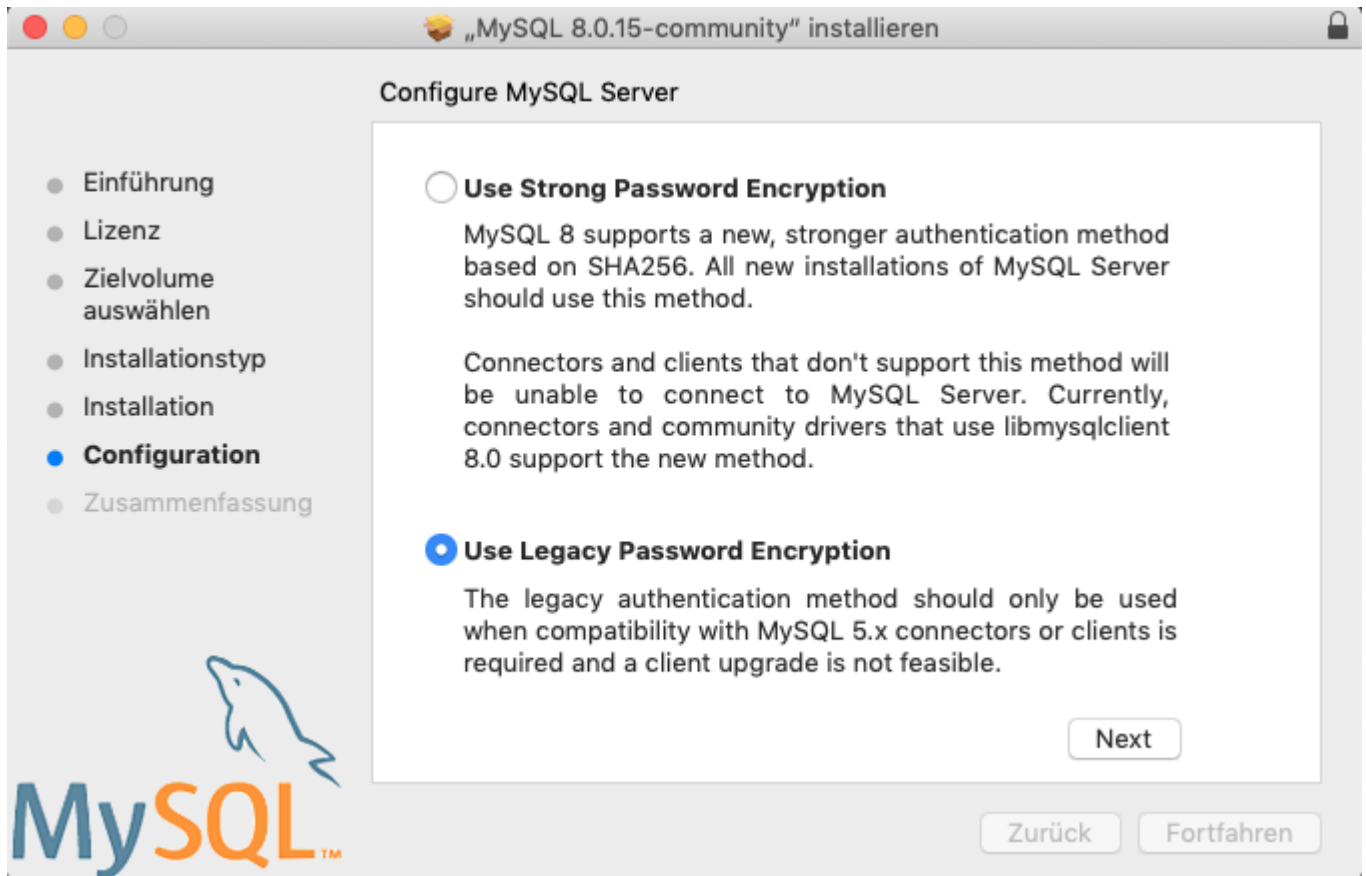 „MySQL 8.0.15-community“ installieren
Configure MySQL Server
Einführung
Lizenz
Zielvolume
auswählen
Installationstyp
Installation
Configuration
Zusammenfassung
Use Strong Password Encryption
MySQL 8 supports a new, stronger authentication method
based on SHA256. All new installations of MySQL Server
should use this method.
Connectors and clients that don't support this method will
be unable to connect to MySQL Server. Currently,
connectors and community drivers that use libmysqlclient
8.0 support the new method.
Use Legacy Password Encryption
The legacy authentication method should only be used
when compatibility with MySQL 5.x connectors or clients is
required and a client upgrade is not feasible.
Next
MySQL™
Zurück
Fortfahren